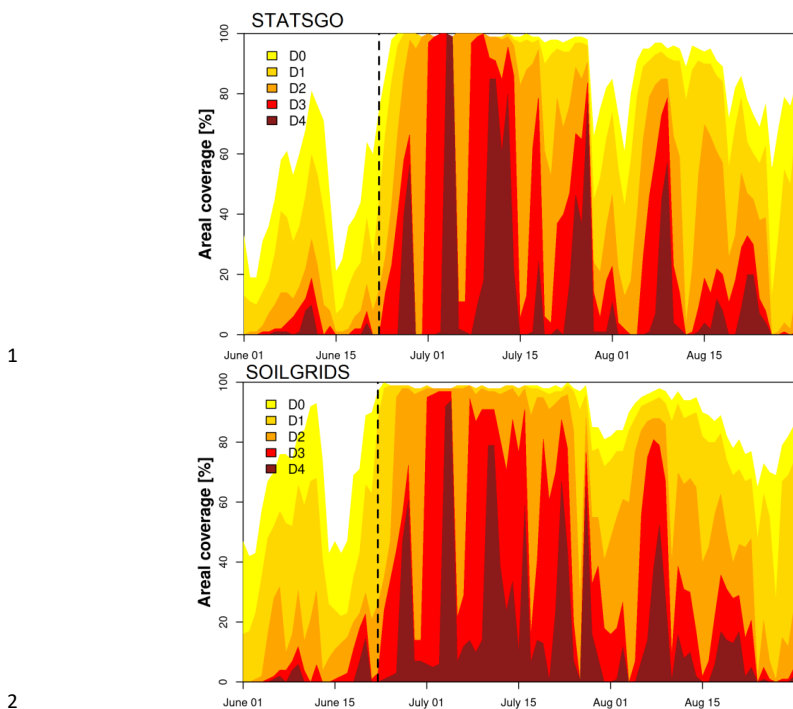 STATSGO
Areal coverage [%]
100
80
60
40
20
0
D0
D1
D2
D3
D4
June 01 June 15 July 01 July 15 Aug 01 Aug 15
1
SOILGRIDS
Areal coverage [%]
100
80
60
40
20
0
D0
D1
D2
D3
D4
June 01 June 15 July 01 July 15 Aug 01 Aug 15
2